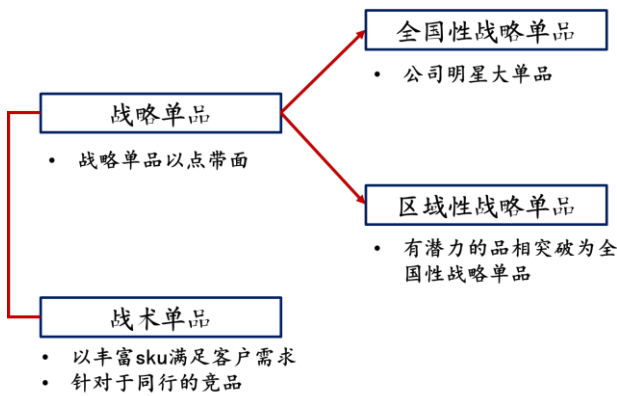 全国性战略单品
• 公司明星大单品
战略单品
• 战略单品以点带面
区域性战略单品
• 有潜力的品相突破为全
国性战略单品
战术单品
• 以丰富sku满足客户需求
• 针对于同行的竞品